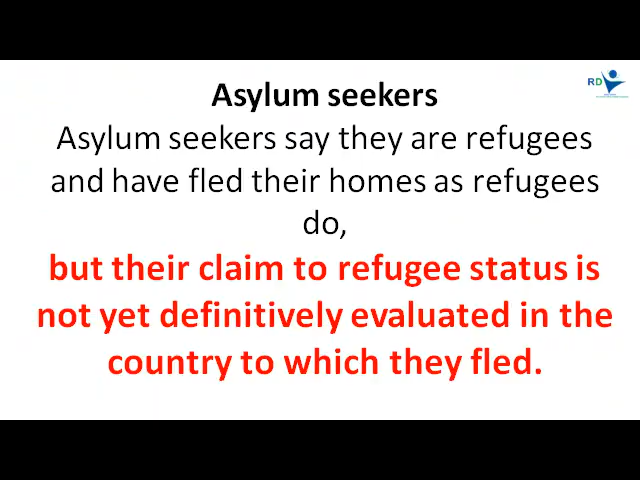 RD
Asylum seekers
Asylum seekers say they are refugees
and have fled their homes as refugees
do,
but their claim to refugee status is
not yet definitively evaluated in the
country to which they fled.